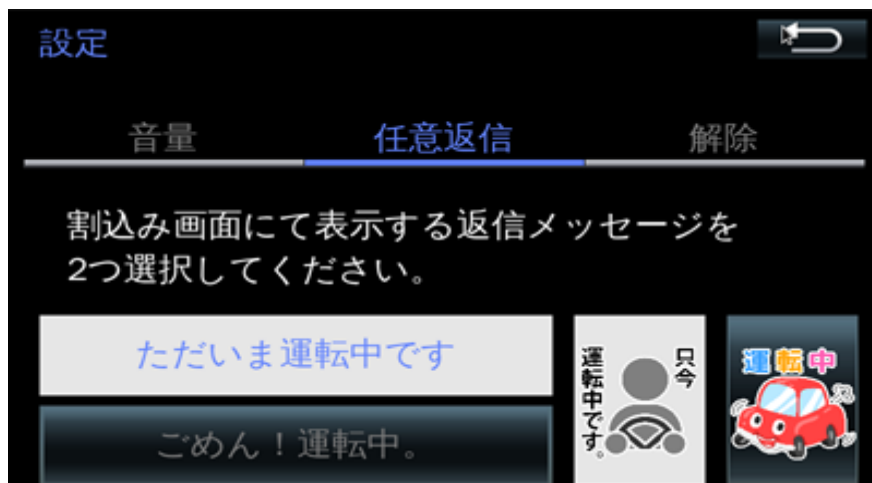 設定
音量
任意返信
解除
割込み画面にて表示する返信メッセージを
2つ選択してください。
ただいま運転中です
只今
運転中です。
運転中
ごめん！運転中。